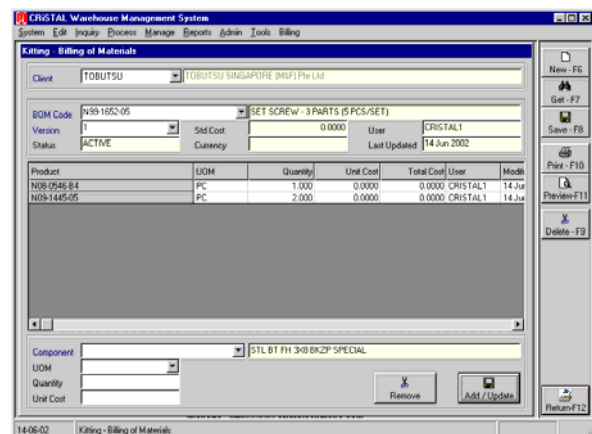 CRiSTAL Warehouse Management System
System Edit Inquiry Process Manage Reports Admin Tools Billing
Kitting - Billing of Materials
Client TOBUTSU TOBUTSU SINGAPORE (M&F) Pte Ltd
BOM Code N99-1652-05 SET SCREW - 3 PARTS (5 PCS/SET)
Version 1 Std Cost 0.0000 User CRISTAL1
Status ACTIVE Currency Last Updated 14 Jun 2002
Product UOM Quantity Unit Cost Total Cost User Modifi
N08-0546-B4 PC 1.000 0.0000 0.0000 CRISTAL1 14-Ju
N09-1445-05 PC 2.000 0.0000 0.0000 CRISTAL1 14-Ju
Component STL BT FH 3X8 BKZP SPECIAL
UOM
Quantity
Unit Cost
Remove Add / Update
New - F6
Get - F7
Save - F8
Print - F10
Preview-F11
Delete - F9
Return-F12
14-06-02 Kitting - Billing of Materials